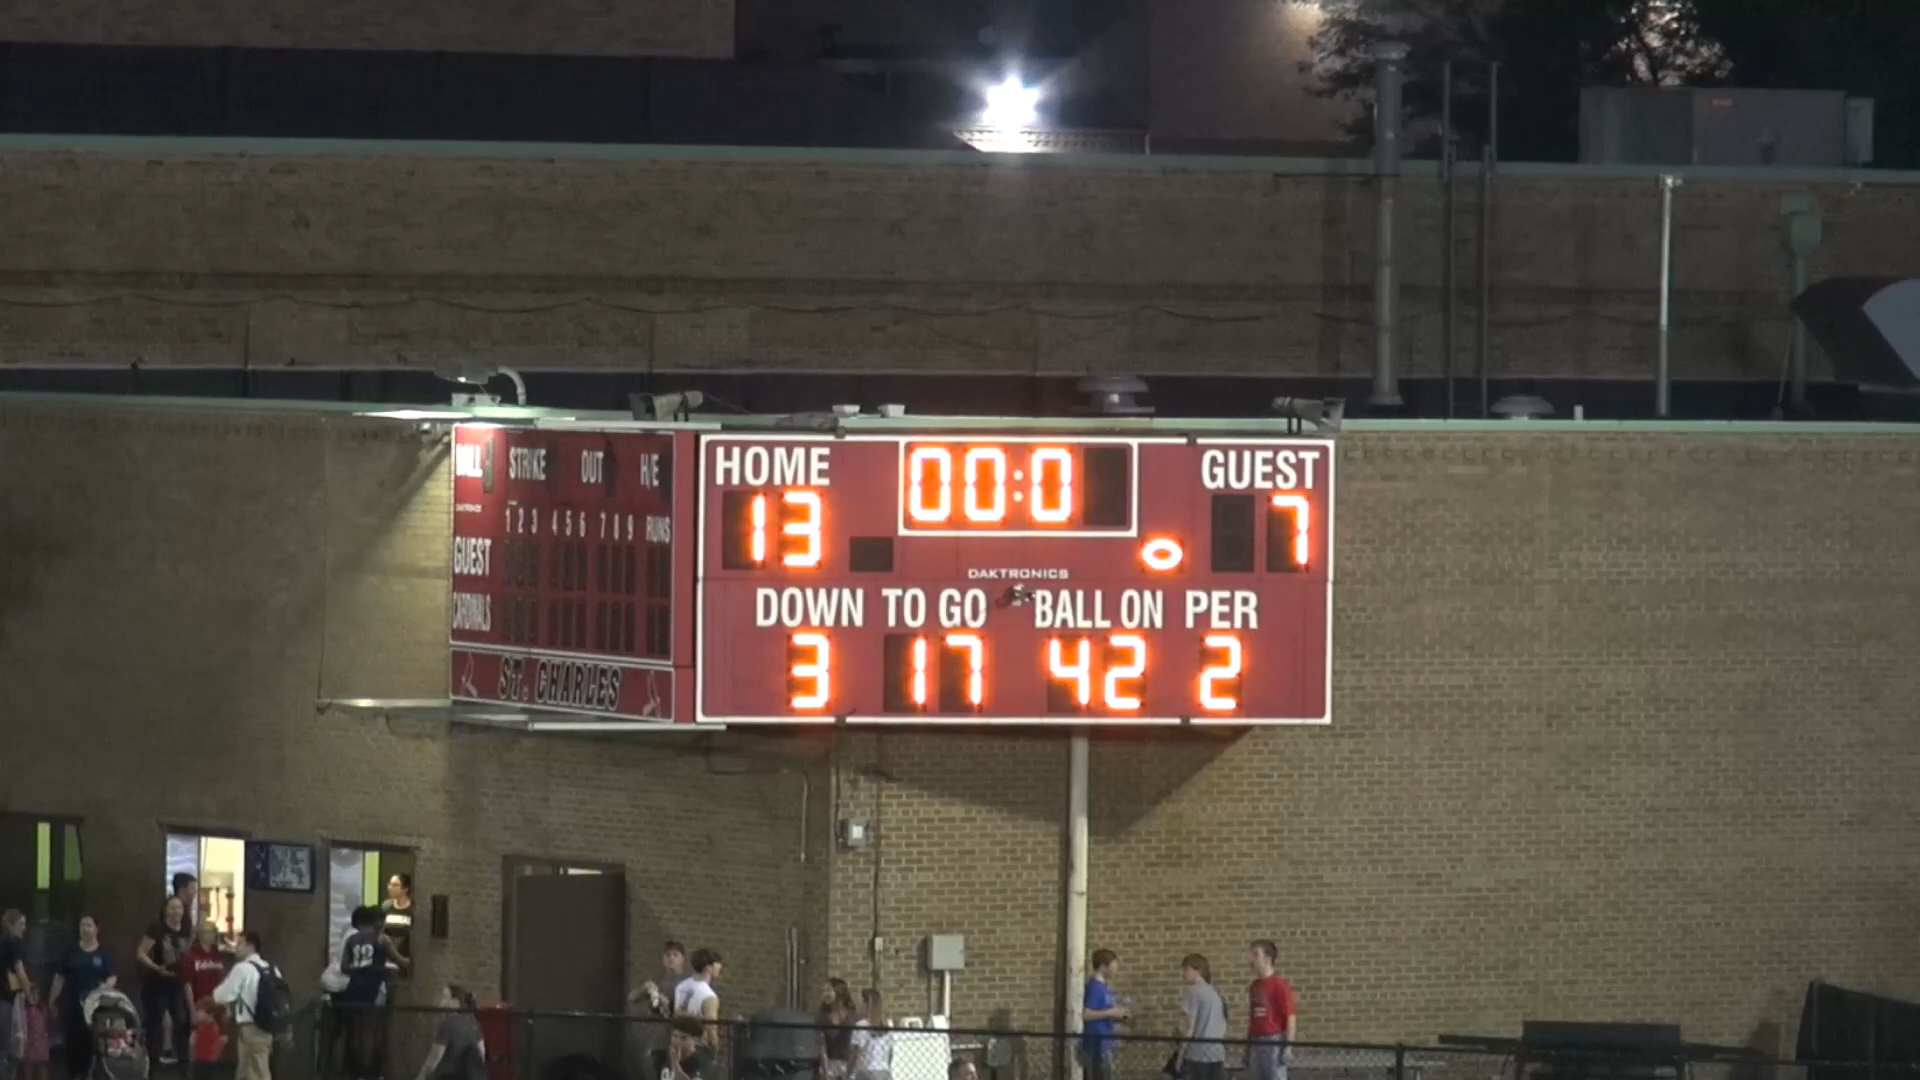 BALL STRIKE OUT H/E
1 2 3 4 5 6 7 8 9 RUNS
GUEST
CARDINALS
ST. CHARLES
DAKTRONICS
HOME 00:0 GUEST
13 7
DAKTRONICS
DOWN TO GO BALL ON PER
3 17 42 2
12